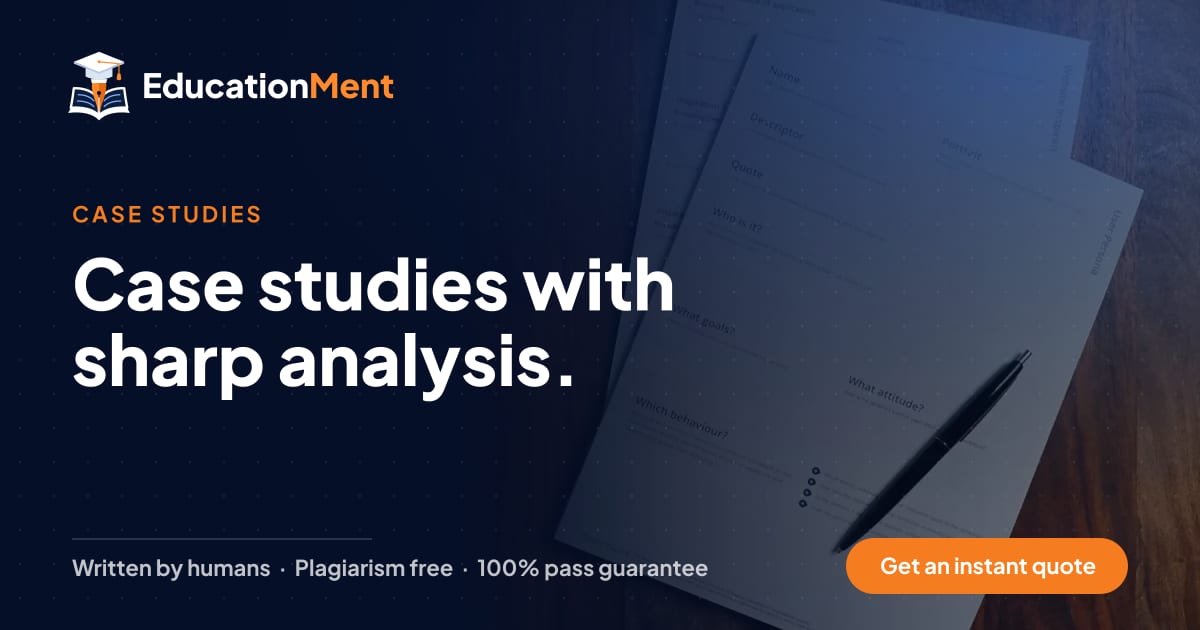 EducationMent
CASE STUDIES
Case studies with
sharp analysis.
Name
Descriptor
Portrait
Quote
Who is it?
User Persona
What goals?
What attitude?
Which behaviour?
Written by humans · Plagiarism free · 100% pass guarantee
Get an instant quote